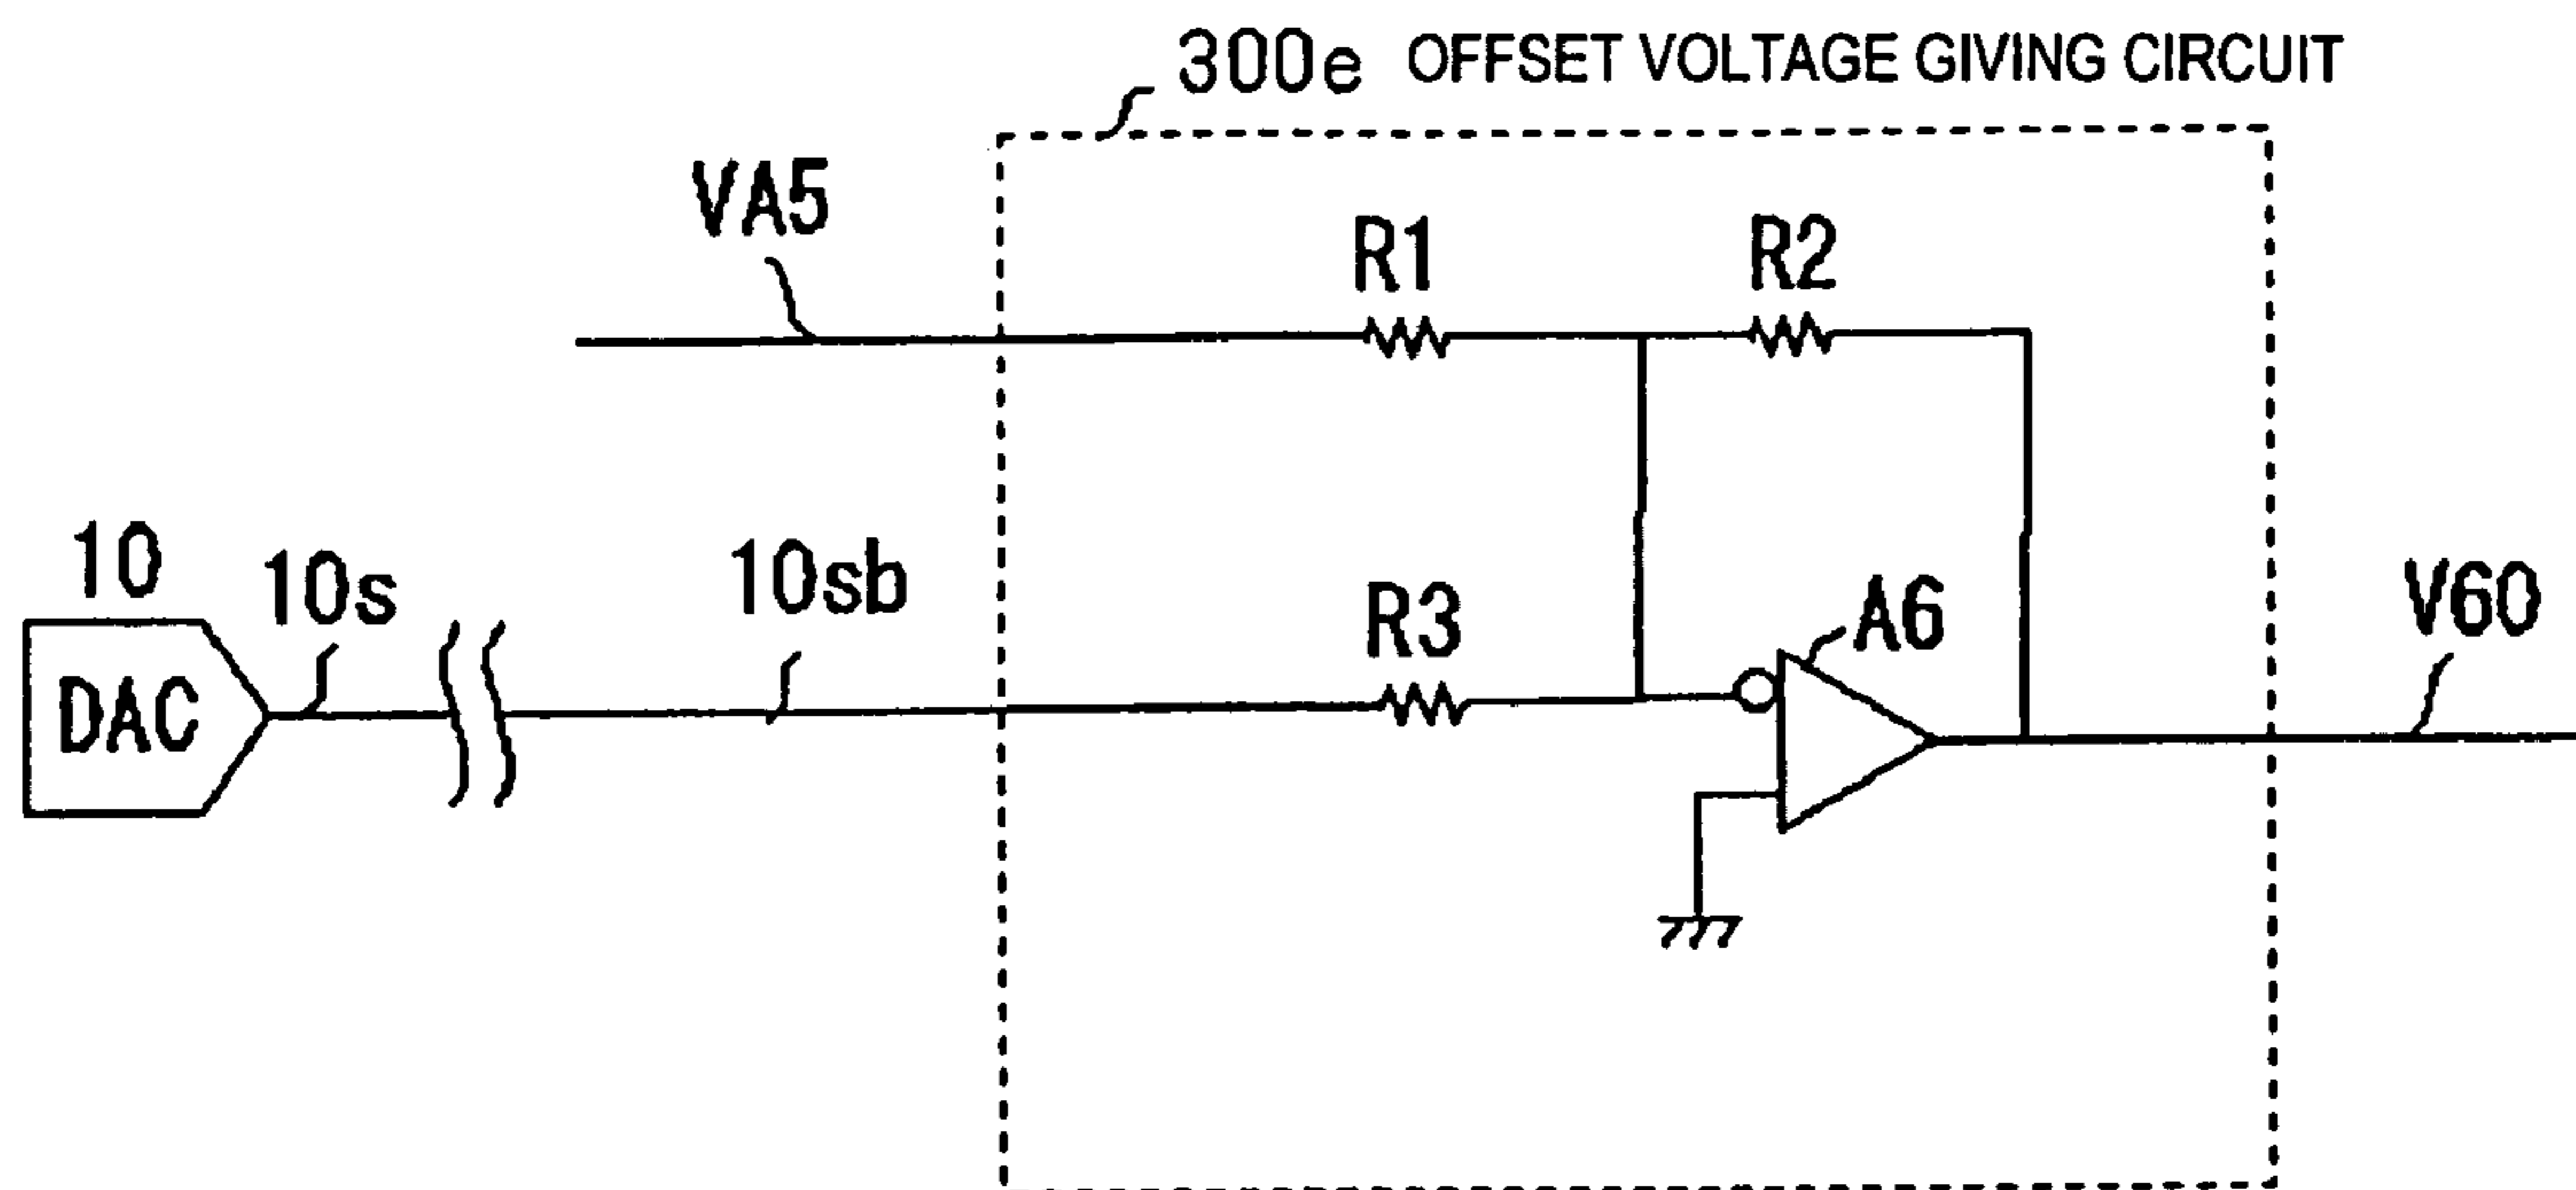 300e OFFSET VOLTAGE GIVING CIRCUIT
VA5
R1
R2
10
10s
10sb
R3
A6
V60
DAC